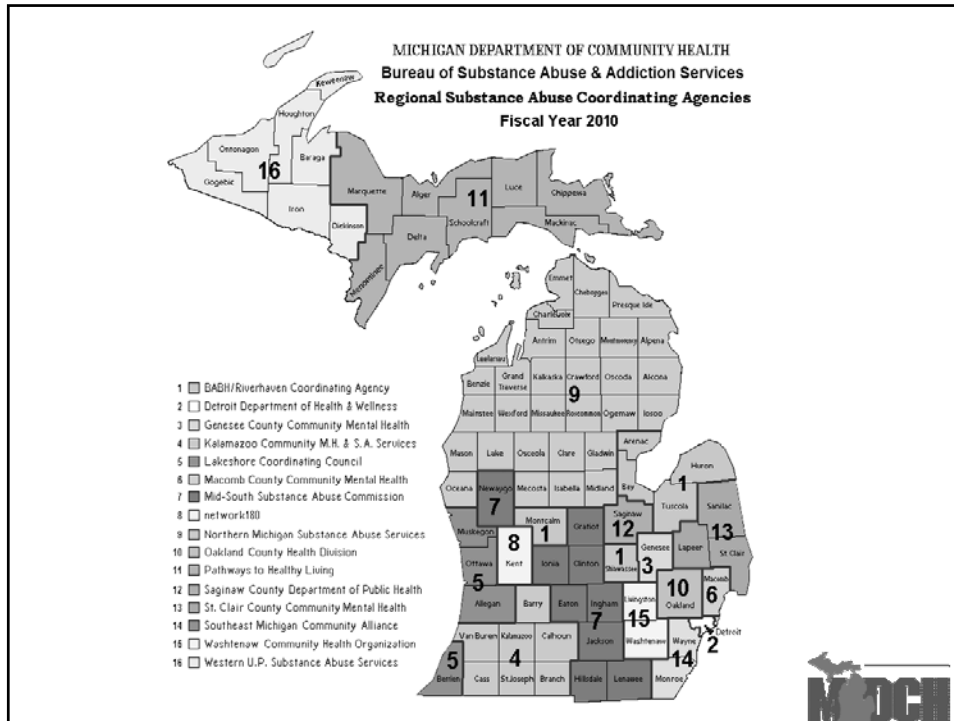 MICHIGAN DEPARTMENT OF COMMUNITY HEALTH
Bureau of Substance Abuse & Addiction Services
Regional Substance Abuse Coordinating Agencies
Fiscal Year 2010
Keweenaw
Houghton
Ontonagon
16
Baraga
Gogebic
Iron
Dickinson
Marquette
Alger
11
Luce
Chippewa
Schoolcraft
Mackinac
Delta
Menominee
Emmet
Cheboygan
Presque Isle
Charlevoix
Antrim
Otsego
Montmorency
Alpena
Leelanau
Benzie
Grand
Traverse
Kalkaska
Crawford
Oscoda
Alcona
9
Manistee
Wexford
Missaukee
Roscommon
Ogemaw
Iosco
Arenac
Mason
Lake
Osceola
Clare
Gladwin
Huron
Oceana
Newaygo
Mecosta
Isabella
Midland
Bay
1
7
Tuscola
Sanilac
Muskegon
Montcalm
Gratiot
Saginaw
1
12
13
8
Kent
Ottawa
5
Ionia
Clinton
1
Shiawassee
Genesee
3
Lapeer
St Clair
Allegan
Barry
Eaton
Ingham
7
Livingston
15
10
Oakland
Macomb
6
Van Buren
Kalamazoo
Calhoun
Jackson
Washtenaw
Wayne
Detroit
2
14
5
4
Berrien
Cass
St.Joseph
Branch
Hillsdale
Lenawee
Monroe
1 BABH/Riverhaven Coordinating Agency
2 Detroit Department of Health & Wellness
3 Genesee County Community Mental Health
4 Kalamazoo Community M.H. & S.A. Services
5 Lakeshore Coordinating Council
6 Macomb County Community Mental Health
7 Mid-South Substance Abuse Commission
8 network180
9 Northern Michigan Substance Abuse Services
10 Oakland County Health Division
11 Pathways to Healthy Living
12 Saginaw County Department of Public Health
13 St. Clair County Community Mental Health
14 Southeast Michigan Community Alliance
15 Washtenaw Community Health Organization
16 Western U.P. Substance Abuse Services
MDCH